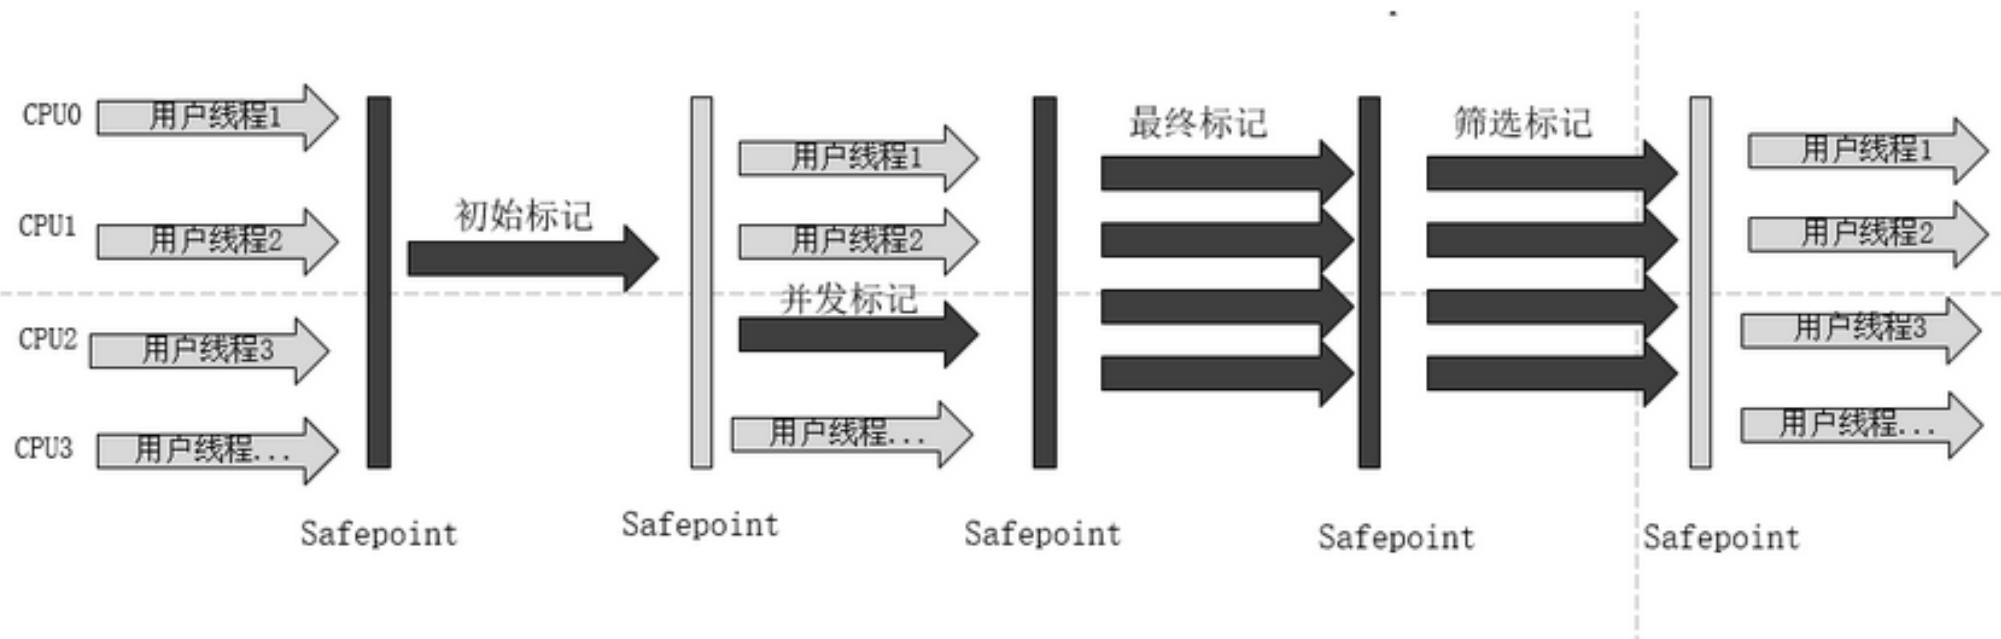 CPU0
用户线程1
CPU1
用户线程2
CPU2
用户线程3
CPU3
用户线程...
初始标记
用户线程1
用户线程2
并发标记
用户线程...
最终标记
筛选标记
用户线程1
用户线程2
用户线程3
用户线程...
Safepoint
Safepoint
Safepoint
Safepoint
Safepoint